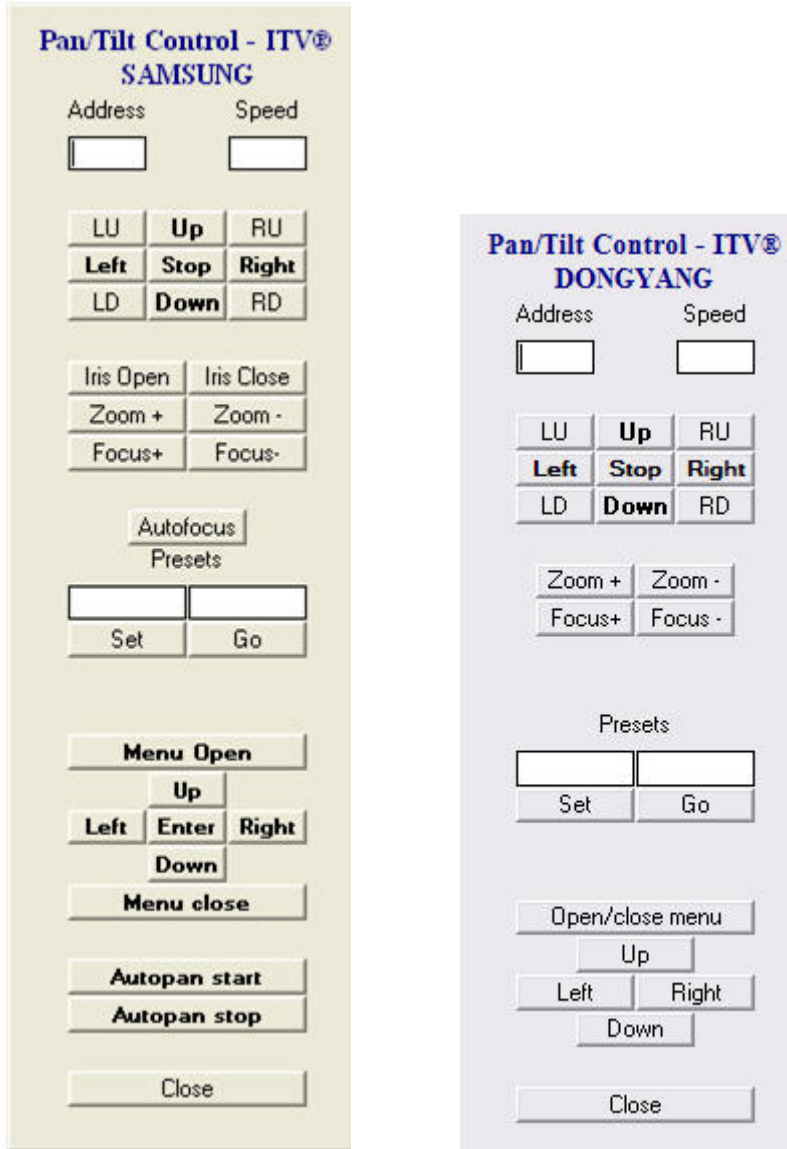 Pan/Tilt Control - ITV®
SAMSUNG
Address Speed
LU Up RU
Left Stop Right
LD Down RD
Iris Open Iris Close
Zoom + Zoom -
Focus+ Focus-
Autofocus
Presets
Set Go
Menu Open
Up
Left Enter Right
Down
Menu close
Autopan start
Autopan stop
Close
Pan/Tilt Control - ITV®
DONGYANG
Address Speed
LU Up RU
Left Stop Right
LD Down RD
Zoom + Zoom -
Focus+ Focus -
Presets
Set Go
Open/close menu
Up
Left Right
Down
Close